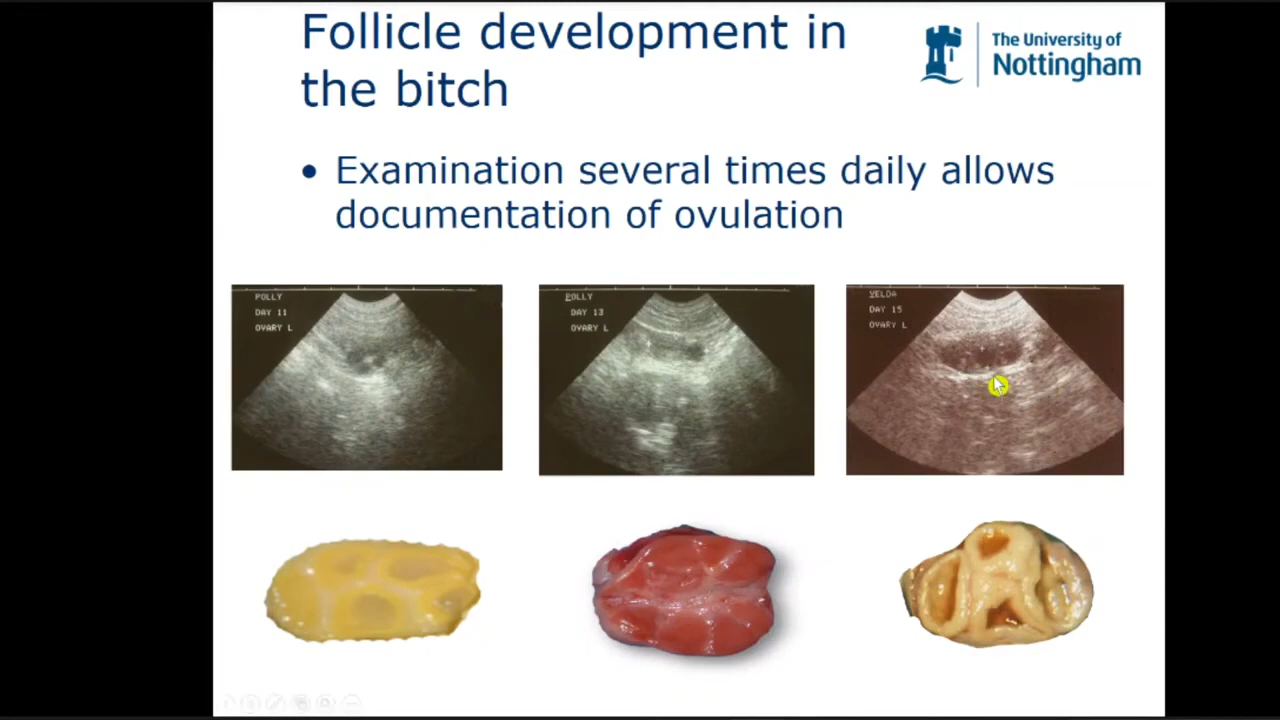 Follicle development in
the bitch
The University of
Nottingham
• Examination several times daily allows
documentation of ovulation
POLLY
DAY 11
OVARY L
POLLY
DAY 13
OVARY L
VELDA
DAY 15
OVARY L